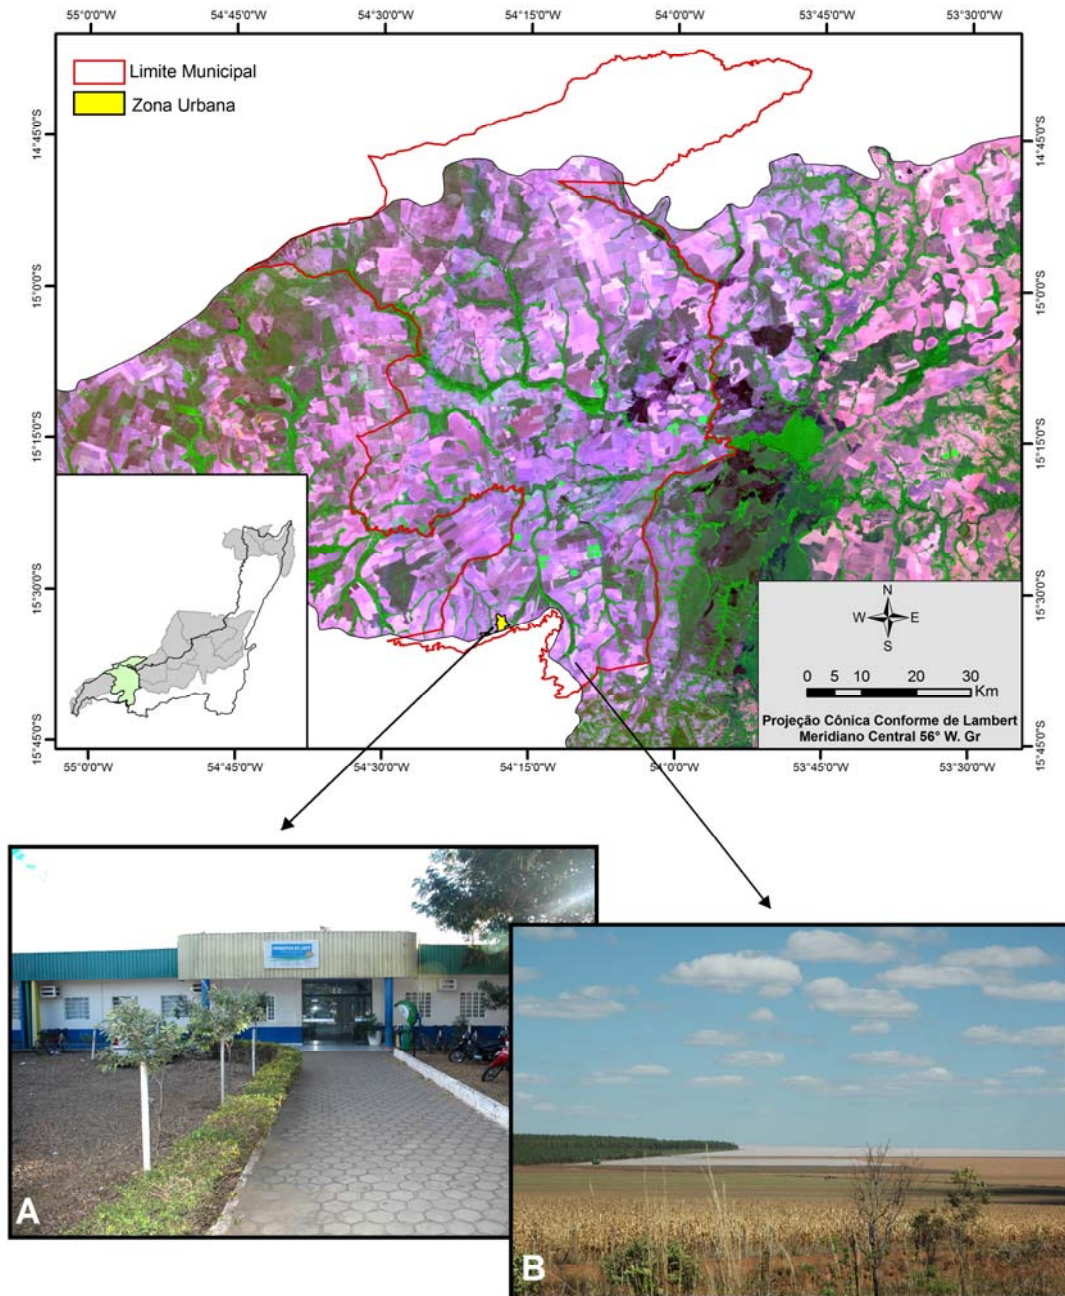 55°0'0"W 54°45'0"W 54°30'0"W 54°15'0"W 54°0'0"W 53°45'0"W 53°30'0"W
Limite Municipal
Zona Urbana
14°45'0"S 14°45'0"S
15°0'0"S 15°0'0"S
15°15'0"S 15°15'0"S
15°30'0"S 15°30'0"S
N
W E
S
0 5 10 20 30
Km
Projeção Cônica Conforme de Lambert
Meridiano Central 56° W. Gr
15°45'0"S 15°45'0"S
55°0'0"W 54°45'0"W 54°30'0"W 54°15'0"W 54°0'0"W 53°45'0"W 53°30'0"W
A
B